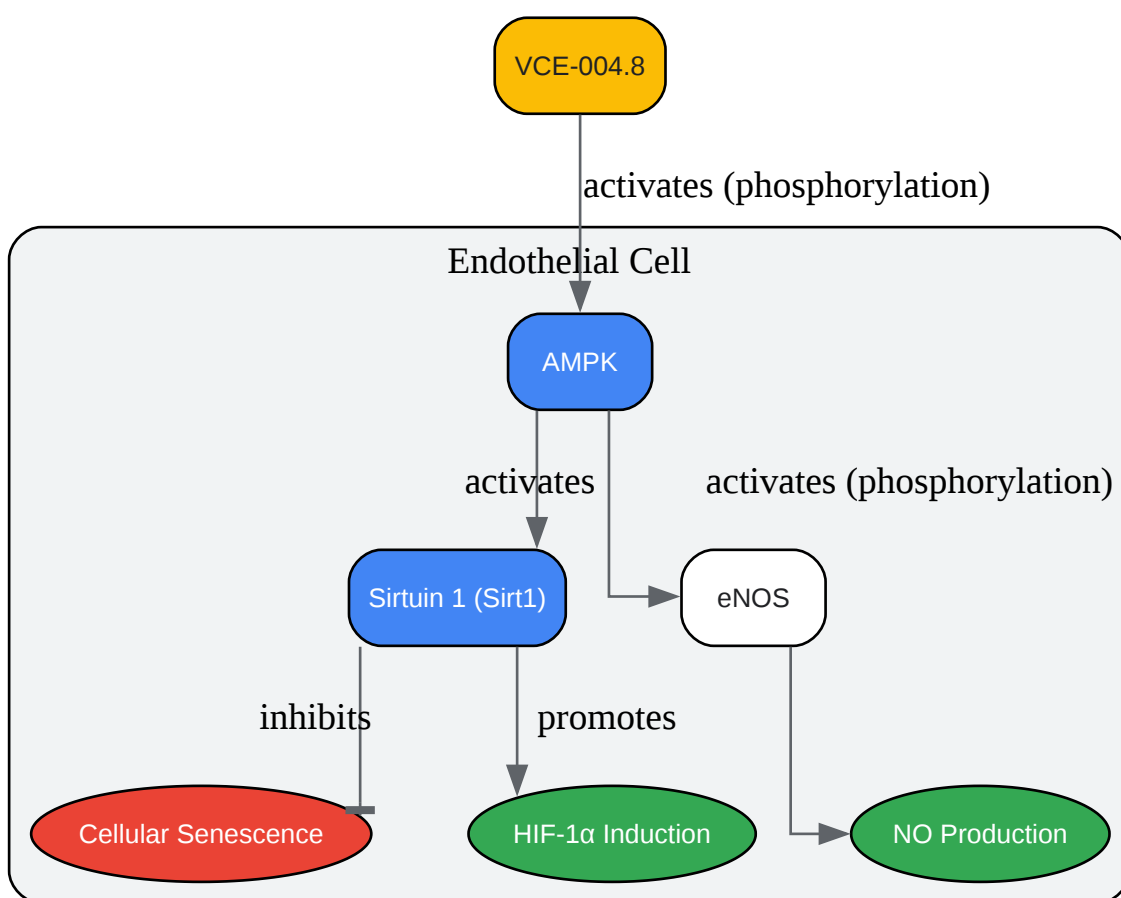 VCE-004.8
activates (phosphorylation)
Endothelial Cell
AMPK
activates
activates (phosphorylation)
Sirtuin 1 (Sirt1)
eNOS
inhibits
promotes
Cellular Senescence
HIF-1α Induction
NO Production